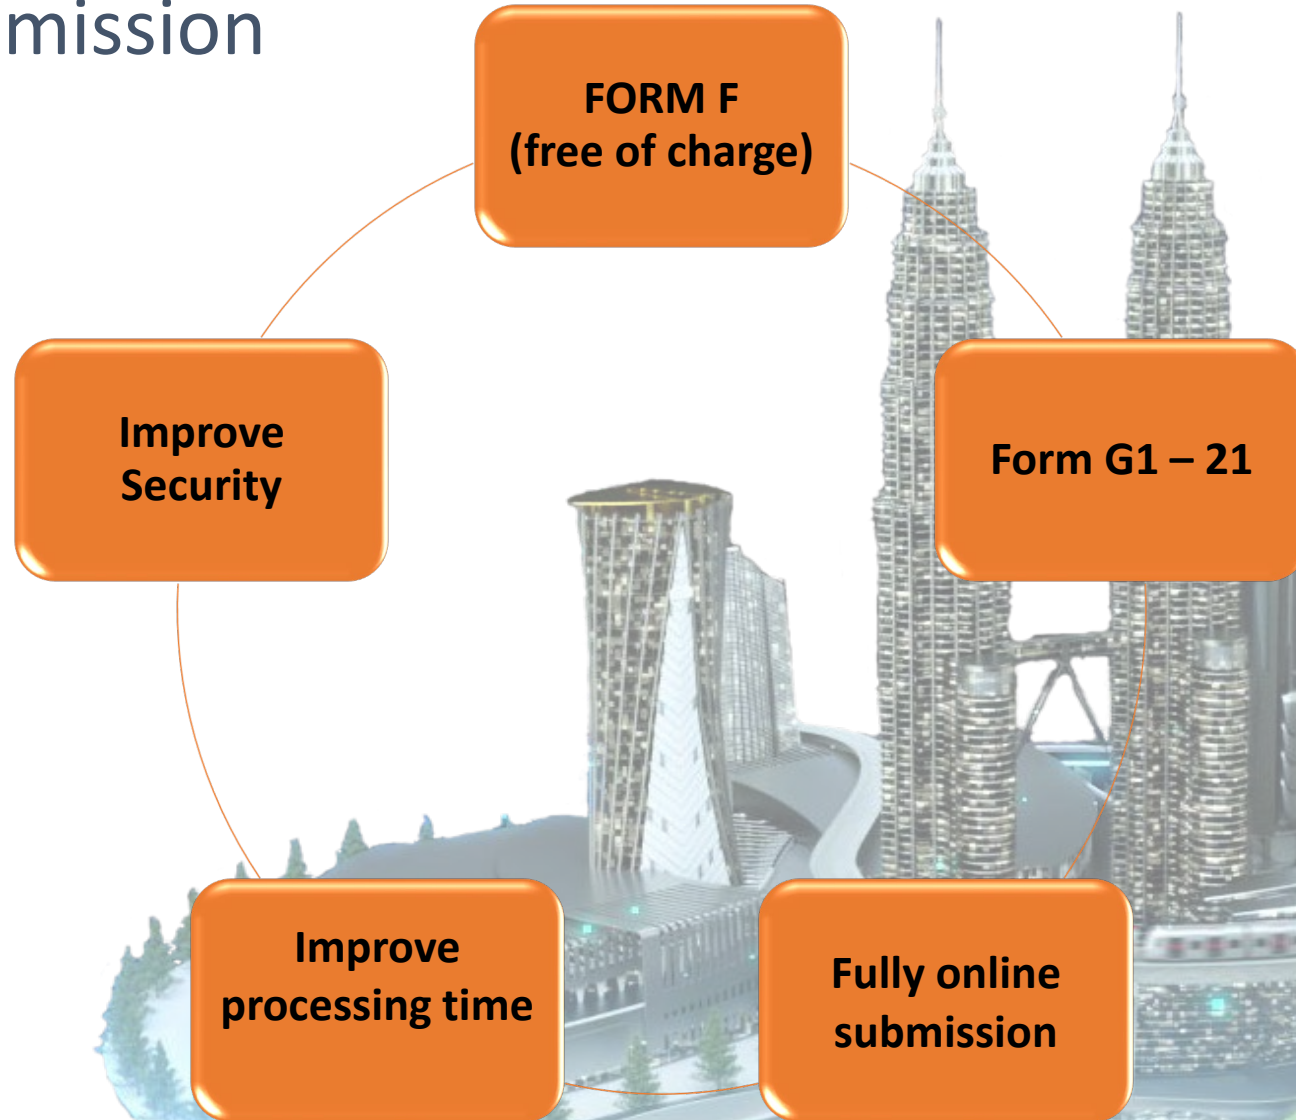 mission
FORM F
(free of charge)
Form G1 – 21
Fully online
submission
Improve
processing time
Improve
Security